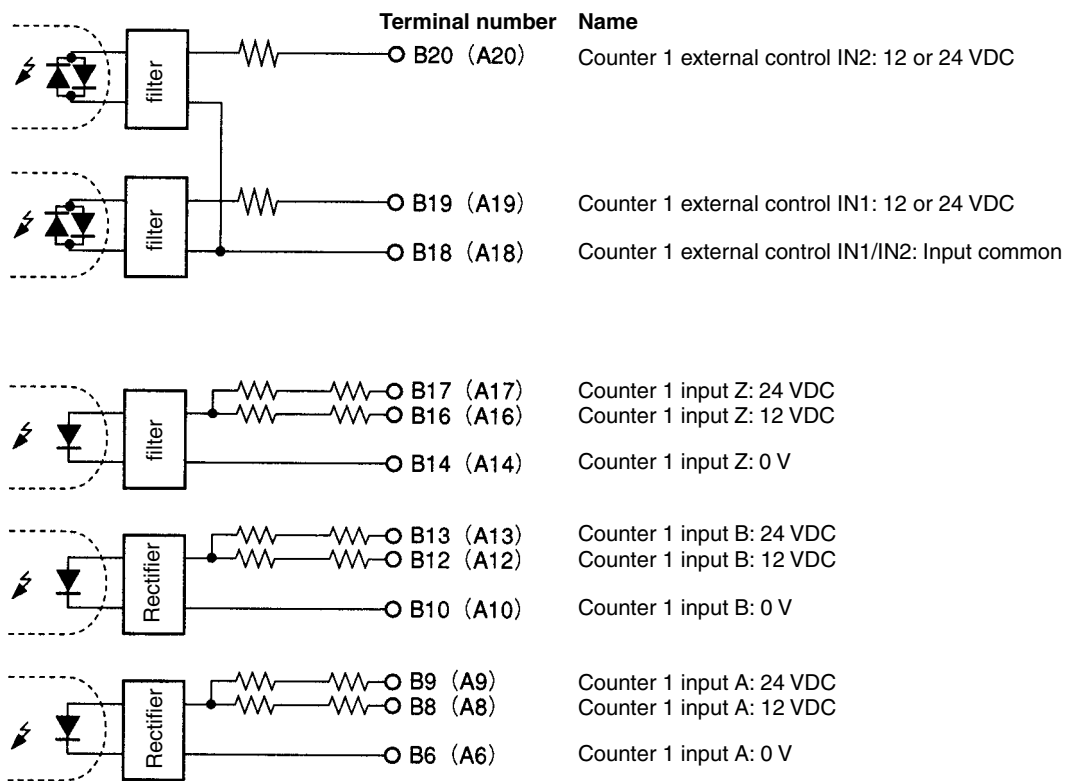 Terminal number Name
filter B20 (A20) Counter 1 external control IN2: 12 or 24 VDC
filter B19 (A19) Counter 1 external control IN1: 12 or 24 VDC
B18 (A18) Counter 1 external control IN1/IN2: Input common
B17 (A17) Counter 1 input Z: 24 VDC
filter B16 (A16) Counter 1 input Z: 12 VDC
B14 (A14) Counter 1 input Z: 0 V
B13 (A13) Counter 1 input B: 24 VDC
Rectifier B12 (A12) Counter 1 input B: 12 VDC
B10 (A10) Counter 1 input B: 0 V
B9 (A9) Counter 1 input A: 24 VDC
Rectifier B8 (A8) Counter 1 input A: 12 VDC
B6 (A6) Counter 1 input A: 0 V